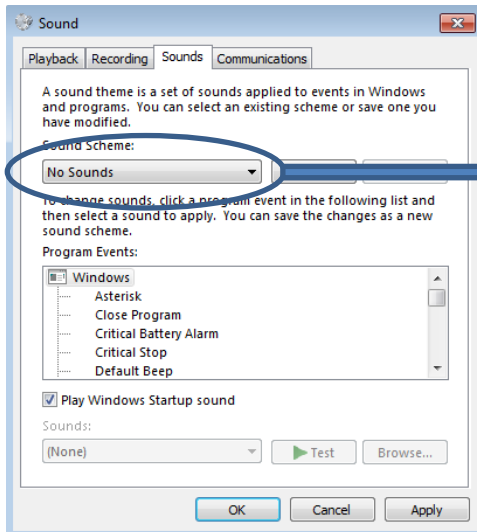 Sound
Playback Recording Sounds Communications
A sound theme is a set of sounds applied to events in Windows
and programs. You can select an existing scheme or save one you
have modified.
Sound Scheme:
No Sounds
To change sounds, click a program event in the following list and
then select a sound to apply. You can save the changes as a new
sound scheme.
Program Events:
Windows
Asterisk
Close Program
Critical Battery Alarm
Critical Stop
Default Beep
Play Windows Startup sound
Sounds:
(None) Test Browse...
OK Cancel Apply